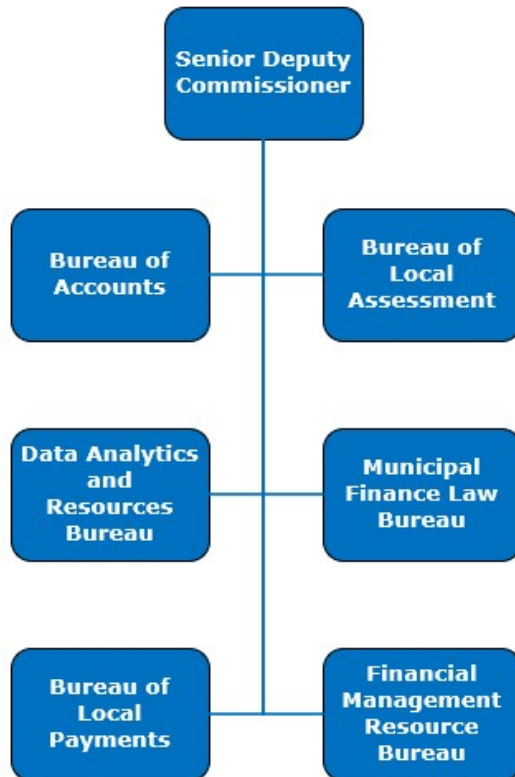 Senior Deputy
Commissioner
Bureau of
Accounts
Bureau of
Local
Assessment
Data Analytics
and
Resources
Bureau
Municipal
Finance Law
Bureau
Bureau of
Local
Payments
Financial
Management
Resource
Bureau